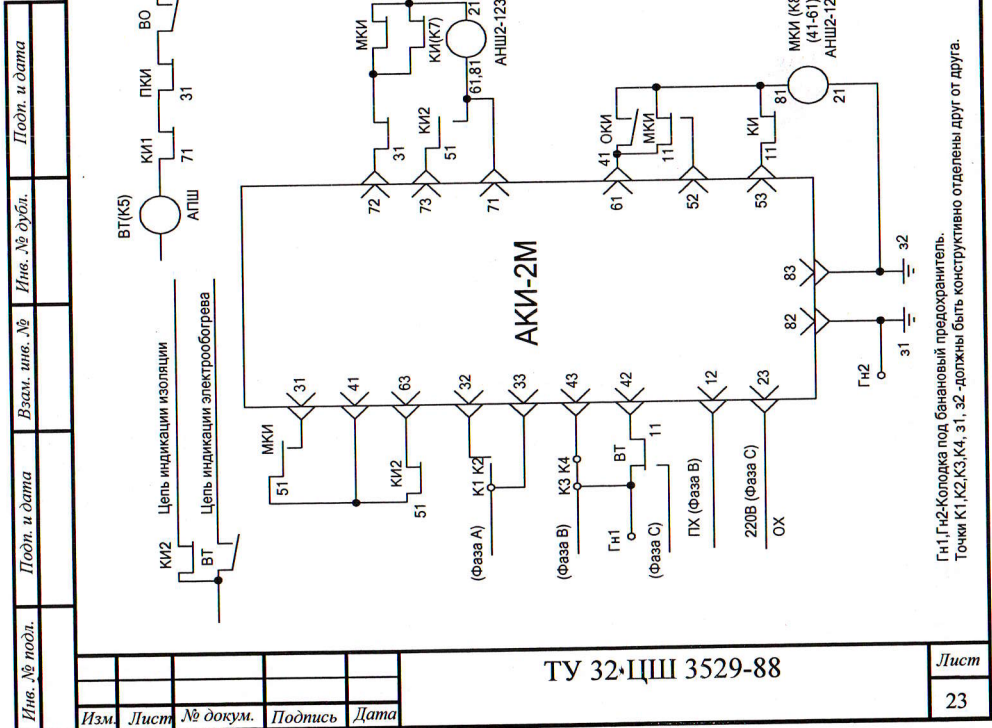 ВО
ПКИ
31
КИ1
71
ВТ(К5)
АПШ
МКИ
КИ(К7)
21
АНШ2-123
61,81
31
КИ2
51
72
73
71
МКИ (К8
(41-61)
АНШ2-12
81
21
41
ОКИ
МКИ
11
КИ
11
61
52
53
АКИ-2М
83
82
з2
з1
Гн2
Цепь индикации изоляции
Цепь индикации электрообогрева
КИ2
ВТ
31
41
63
32
33
43
42
12
23
МКИ
51
КИ2
51
К1 К2
(Фаза А)
К3 К4
(Фаза В)
ВТ
11
Гн1
(Фаза С)
ПХ (Фаза В)
220В (Фаза С)
ОХ
Гн1,Гн2-Колодка под банановый предохранитель.
Точки К1,К2,К3,К4, з1, з2 -должны быть конструктивно отделены друг от друга.
Подп. и дата
Инв. № дубл.
Взам. инв. №
Подп. и дата
Инв. № подл.
Изм.
Лист
№ докум.
Подпись
Дата
ТУ 32·ЦШ 3529-88
Лист
23